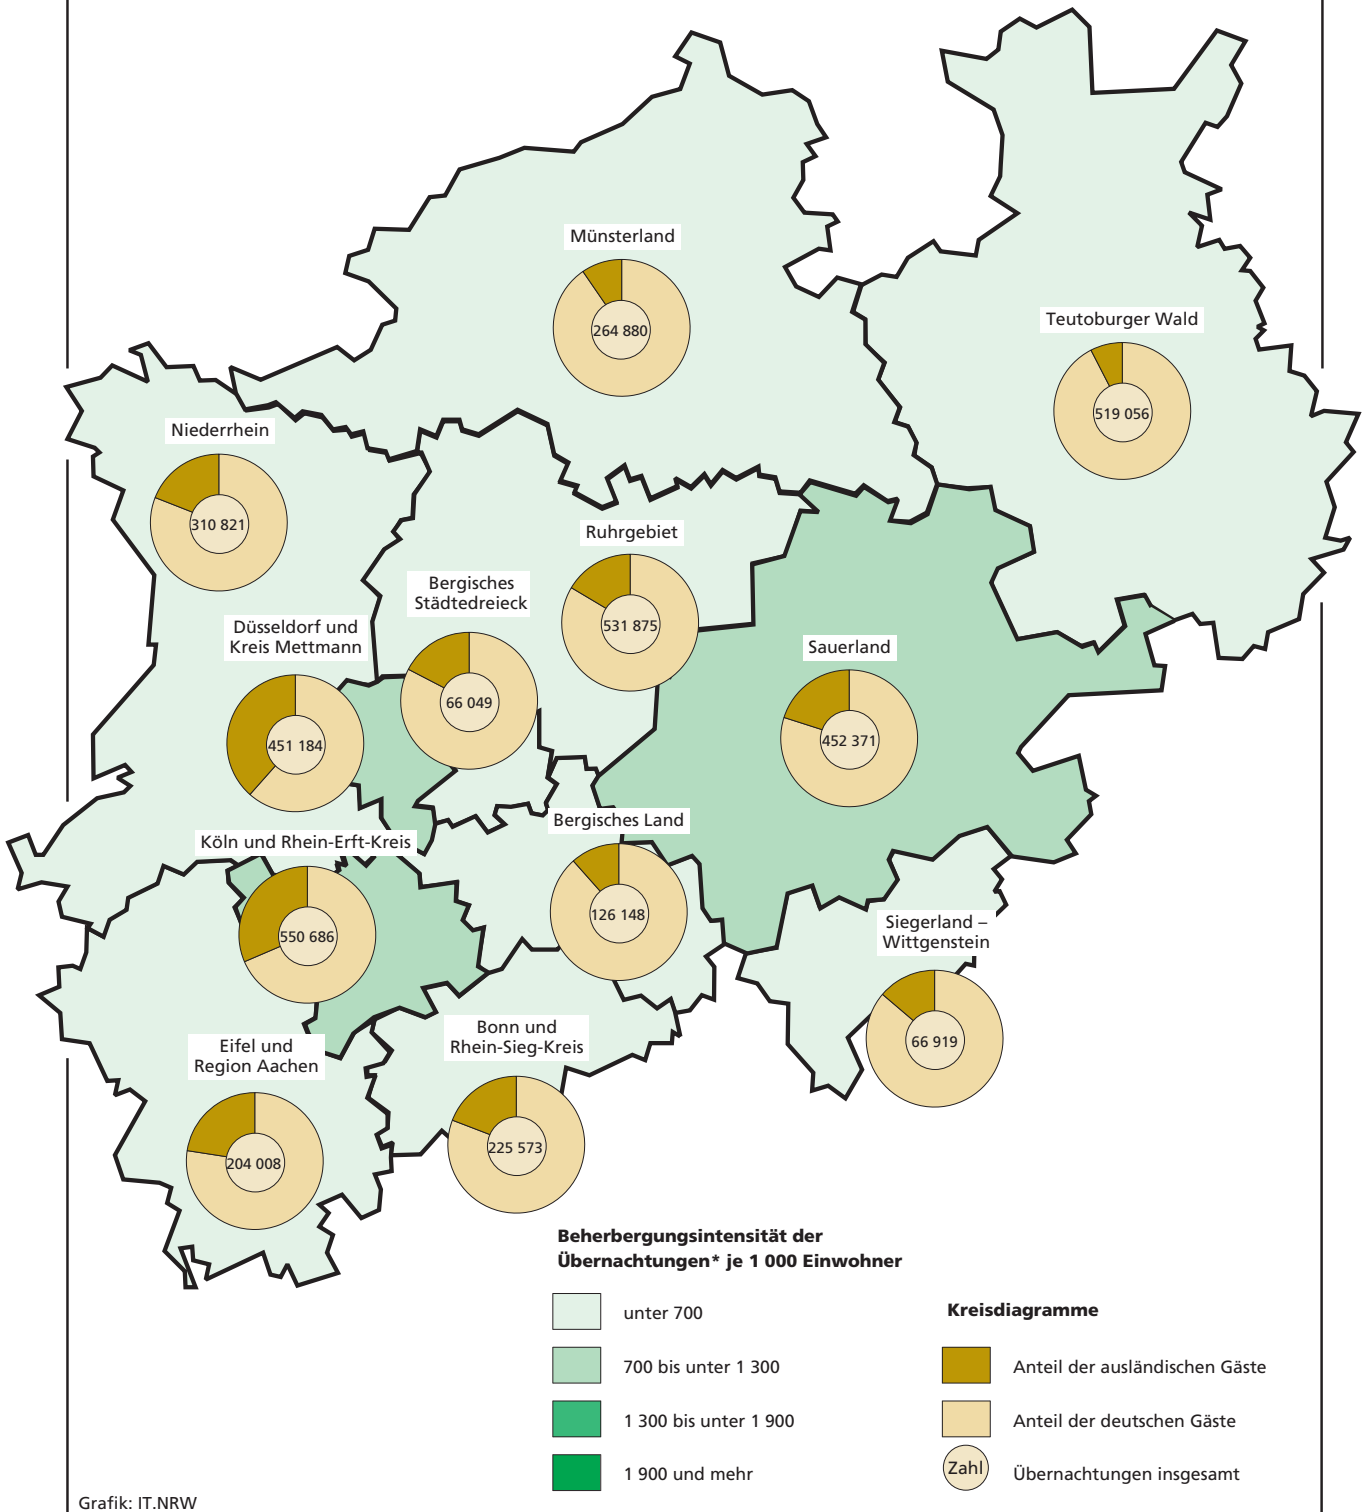 Münsterland
264 880
Teutoburger Wald
519 056
Niederrhein
310 821
Ruhrgebiet
531 875
Bergisches
Städtedreieck
66 049
Düsseldorf und
Kreis Mettmann
451 184
Sauerland
452 371
Köln und Rhein-Erft-Kreis
550 686
Bergisches Land
126 148
Siegerland –
Wittgenstein
66 919
Eifel und
Region Aachen
204 008
Bonn und
Rhein-Sieg-Kreis
225 573
Beherbergungsintensität der
Übernachtungen* je 1 000 Einwohner
unter 700
700 bis unter 1 300
1 300 bis unter 1 900
1 900 und mehr
Kreisdiagramme
Anteil der ausländischen Gäste
Anteil der deutschen Gäste
Zahl
Übernachtungen insgesamt
Grafik: IT.NRW